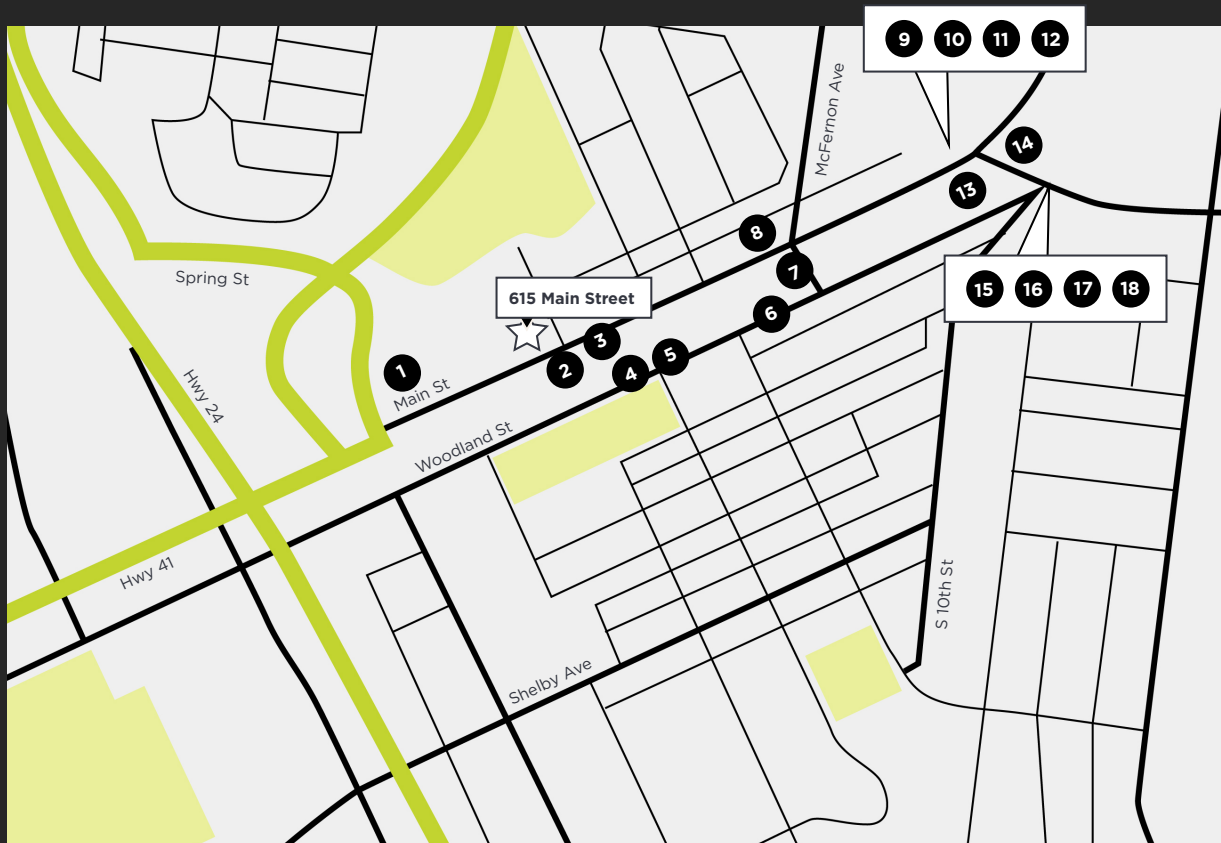 9 10 11 12
McFernon Ave
14
13
8
Spring St
7
615 Main Street
15 16 17 18
6
3
5
2
4
1
Main St
Hwy 24
Woodland St
Hwy 41
S 10th St
Shelby Ave